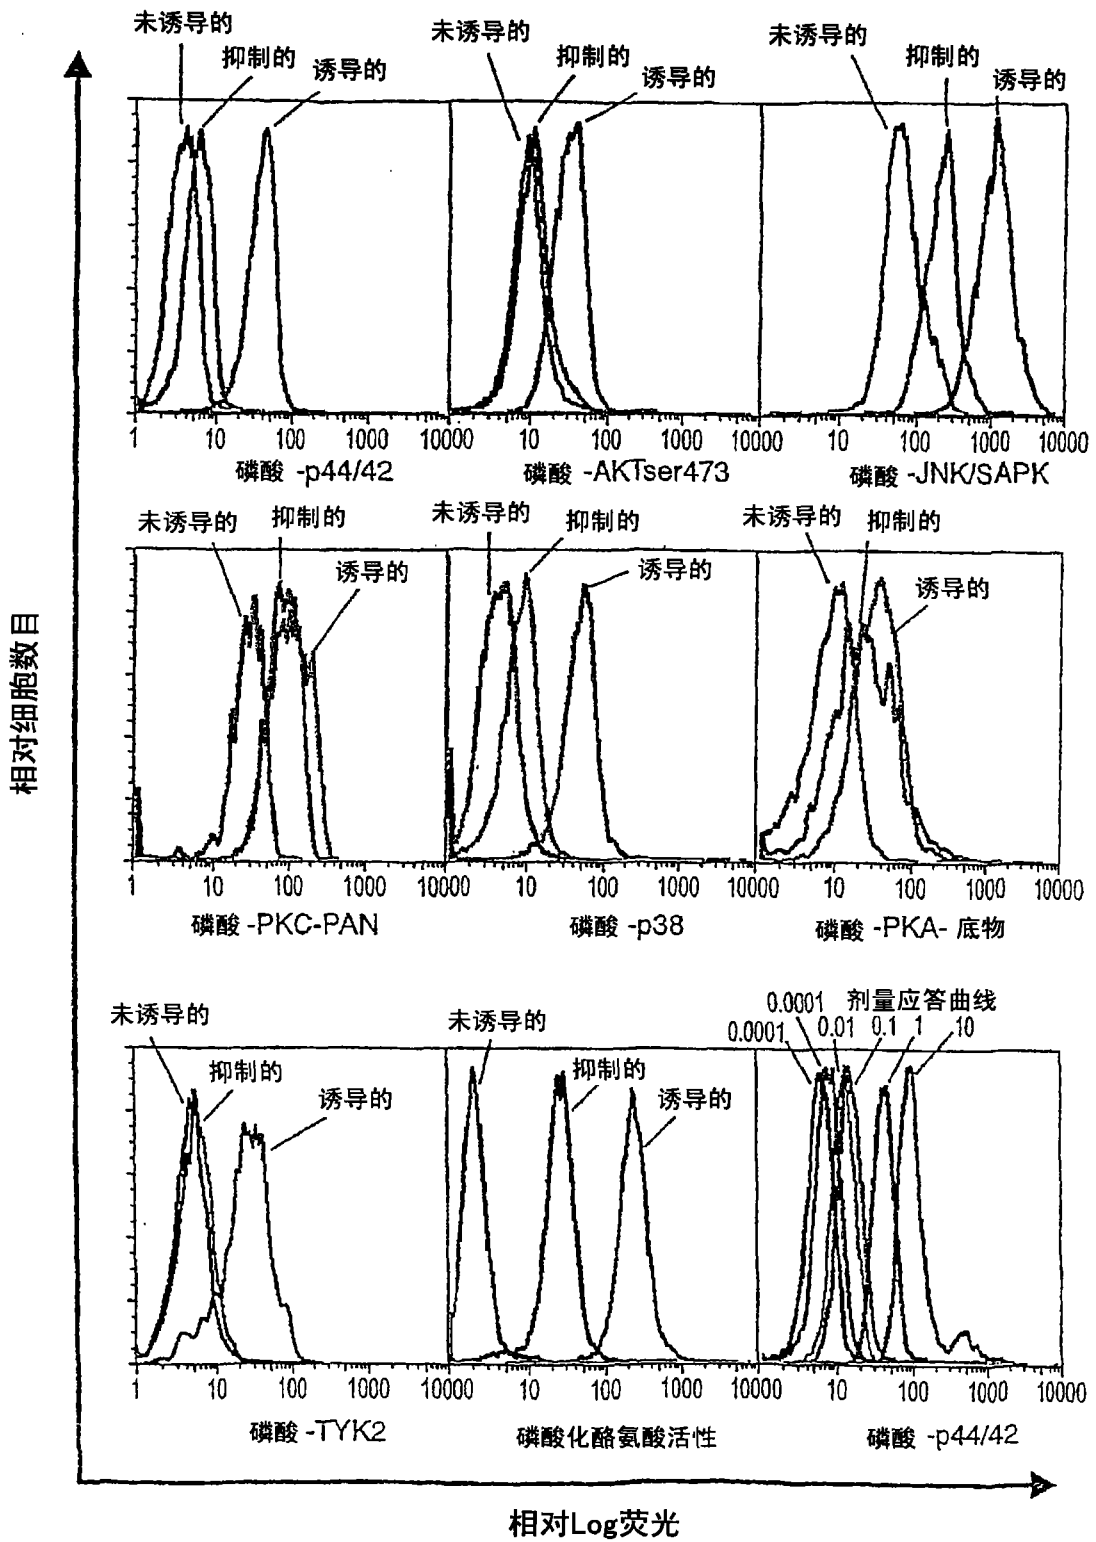 未诱导的
抑制的
诱导的
未诱导的
抑制的
诱导的
未诱导的
抑制的
诱导的
1 10 100 1000 10000 10 100 1000 10000 10 100 1000 10000
磷酸 -p44/42
磷酸 -AKTser473
磷酸 -JNK/SAPK
未诱导的
抑制的
诱导的
未诱导的
抑制的
诱导的
未诱导的
抑制的
诱导的
1 10 100 1000 10000 10 100 1000 10000 10 100 1000 10000
磷酸 -PKC-PAN
磷酸 -p38
磷酸 -PKA- 底物
未诱导的
抑制的
诱导的
未诱导的
抑制的
诱导的
0.0001 剂量应答曲线
0.0001 0.01 0.1 1 10
1 10 100 1000 10000 10 100 1000 10000 10 100 1000 10000
磷酸 -TYK2
磷酸化酪氨酸活性
磷酸 -p44/42
相对细胞数目
相对Log荧光